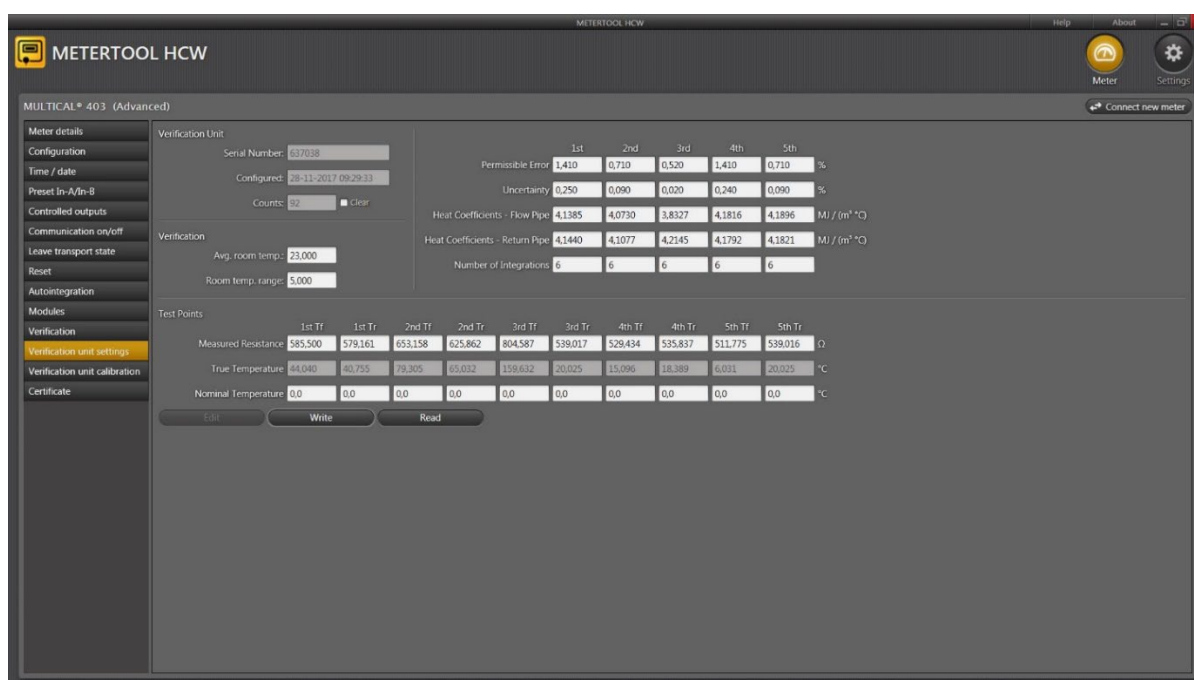 METERTOOL HCW
Help About
METERTOOL HCW
Meter Settings
MULTICAL® 403 (Advanced)
Connect new meter
Meter details
Configuration
Time / date
Preset In-A/In-B
Controlled outputs
Communication on/off
Leave transport state
Reset
Autointegration
Modules
Verification
Verification unit settings
Verification unit calibration
Certificate
Verification Unit
Serial Number: 637038
Configured: 28-11-2017 09:29:33
Counts: 92 Clear
Verification
Avg. room temp.: 23,000
Room temp. range: 5,000
1st 2nd 3rd 4th 5th
Permissible Error 1,410 0,710 0,520 1,410 0,710 %
Uncertainty 0,250 0,090 0,020 0,240 0,090 %
Heat Coefficients - Flow Pipe 4,1385 4,0730 3,8327 4,1816 4,1896 MJ / (m³ °C)
Heat Coefficients - Return Pipe 4,1440 4,1077 4,2145 4,1792 4,1821 MJ / (m³ °C)
Number of Integrations 6 6 6 6 6
Test Points
1st Tf 1st Tr 2nd Tf 2nd Tr 3rd Tf 3rd Tr 4th Tf 4th Tr 5th Tf 5th Tr
Measured Resistance 585,500 579,161 653,158 625,862 804,587 539,017 529,434 535,837 511,775 539,016 Ω
True Temperature 44,040 40,755 79,305 65,032 159,632 20,025 15,096 18,389 6,031 20,025 °C
Nominal Temperature 0,0 0,0 0,0 0,0 0,0 0,0 0,0 0,0 0,0 0,0 °C
Edit Write Read